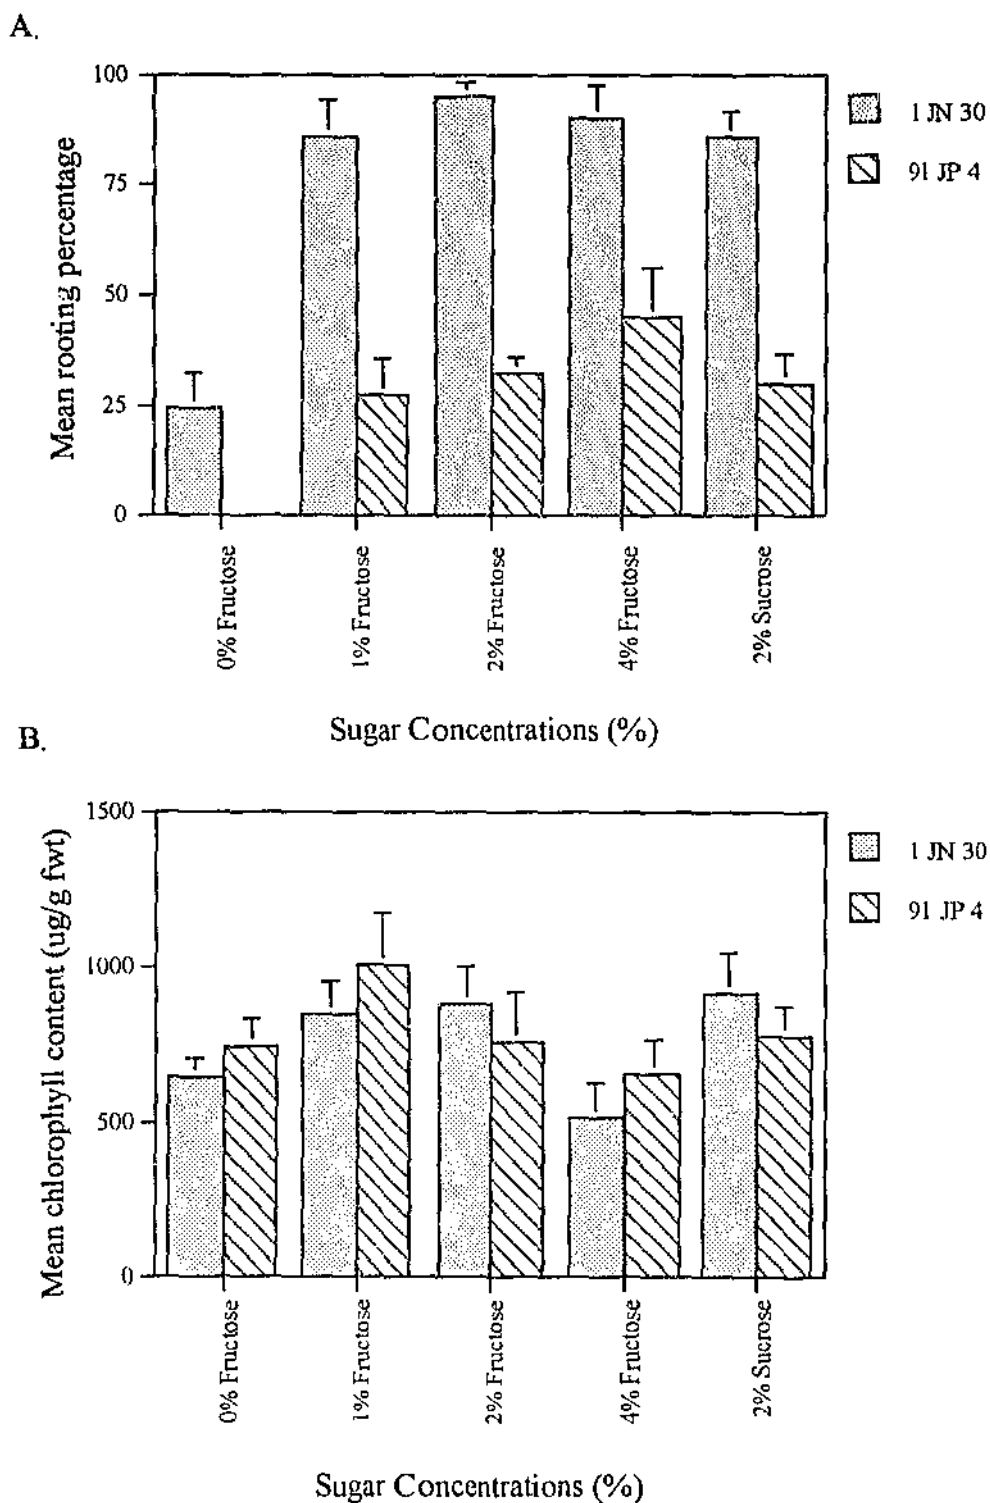 A.
100
75
50
25
0
Mean rooting percentage
1 JN 30
91 JP 4
0% Fructose
1% Fructose
2% Fructose
4% Fructose
2% Sucrose
Sugar Concentrations (%)
B.
1500
1000
500
0
Mean chlorophyll content (ug/g fwt)
1 JN 30
91 JP 4
0% Fructose
1% Fructose
2% Fructose
4% Fructose
2% Sucrose
Sugar Concentrations (%)